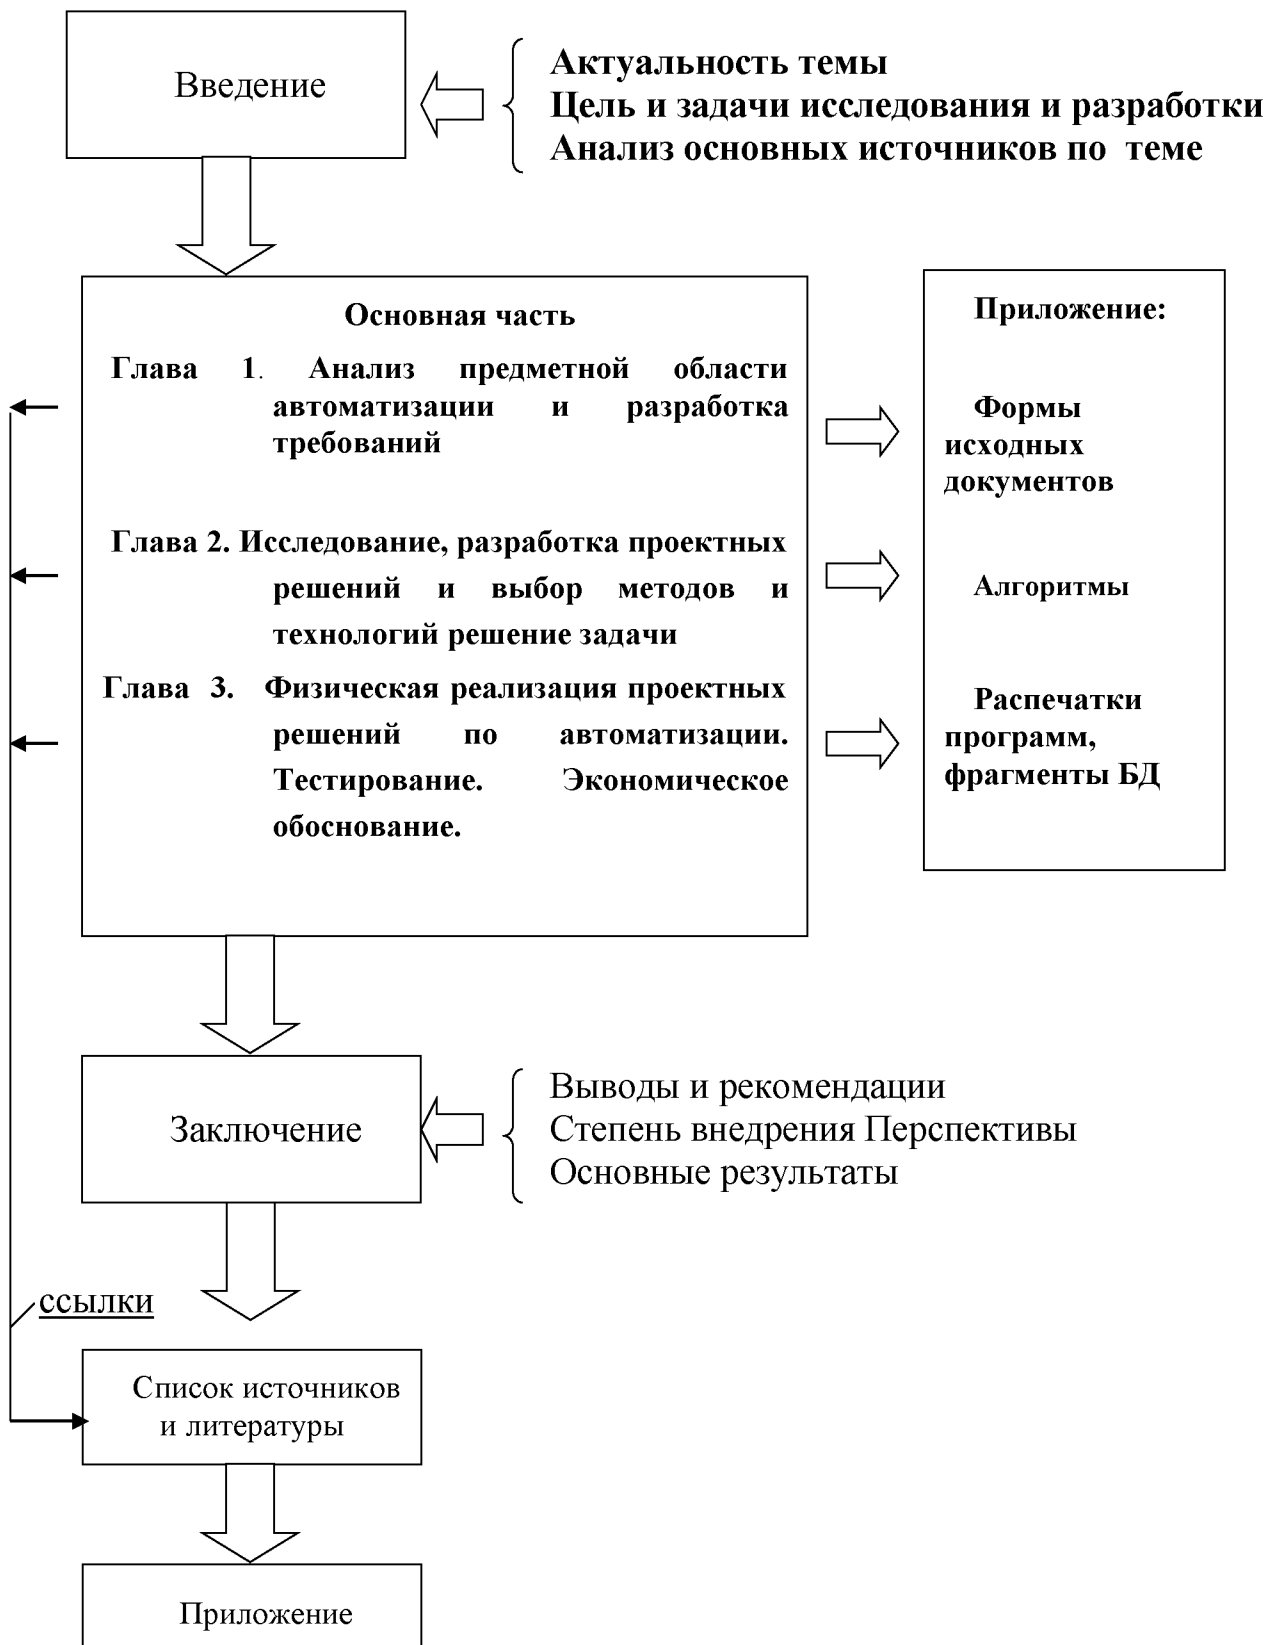 Введение
Актуальность темы
Цель и задачи исследования и разработки
Анализ основных источников по теме
Основная часть
Глава 1. Анализ предметной области
автоматизации и разработка
требований
Глава 2. Исследование, разработка проектных
решений и выбор методов и
технологий решение задачи
Глава 3. Физическая реализация проектных
решений по автоматизации.
Тестирование. Экономическое
обоснование.
Приложение:
Формы
исходных
документов
Алгоритмы
Распечатки
программ,
фрагменты БД
Заключение
Выводы и рекомендации
Степень внедрения Перспективы
Основные результаты
ссылки
Список источников
и литературы
Приложение